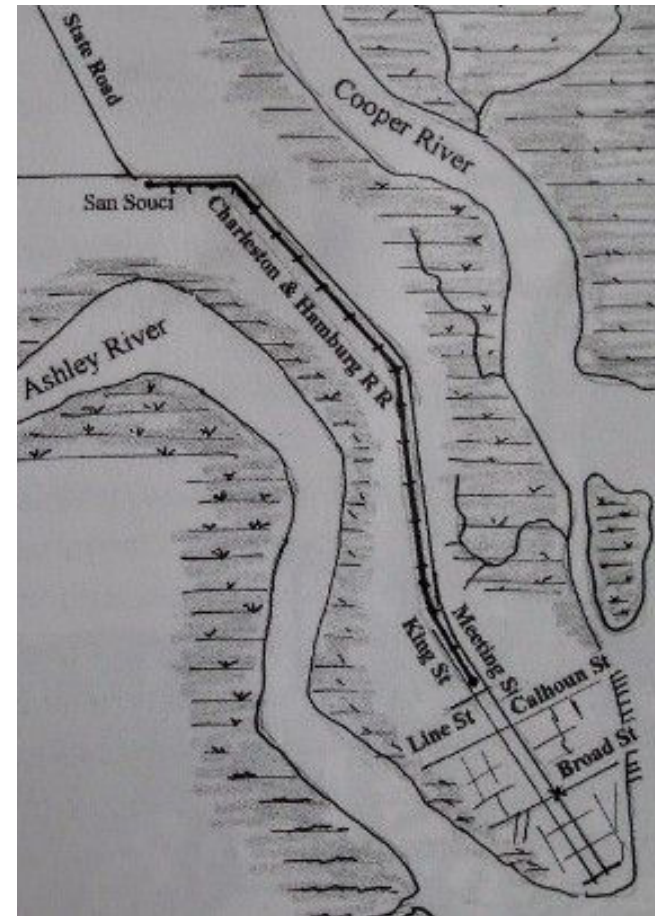 State Road
Cooper River
San Souci
Charleston & Hamburg R R
Ashley River
King St
Meeting St
Calhoun St
Line St
Broad St